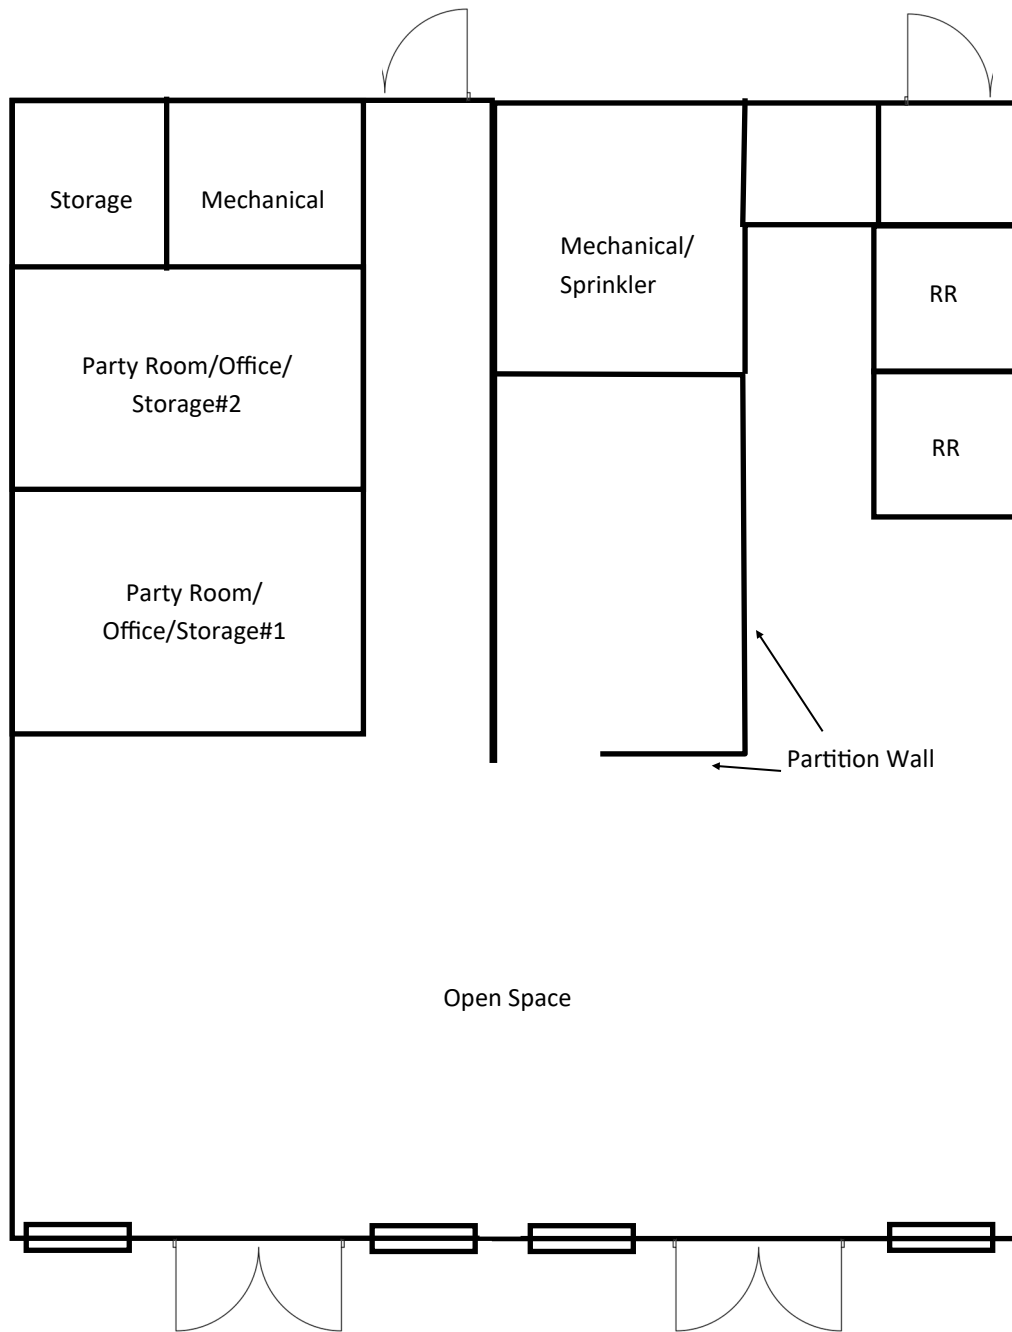 Storage
Mechanical
Mechanical/
Sprinkler
RR
Party Room/Office/
Storage#2
RR
Party Room/
Office/Storage#1
Partition Wall
Open Space